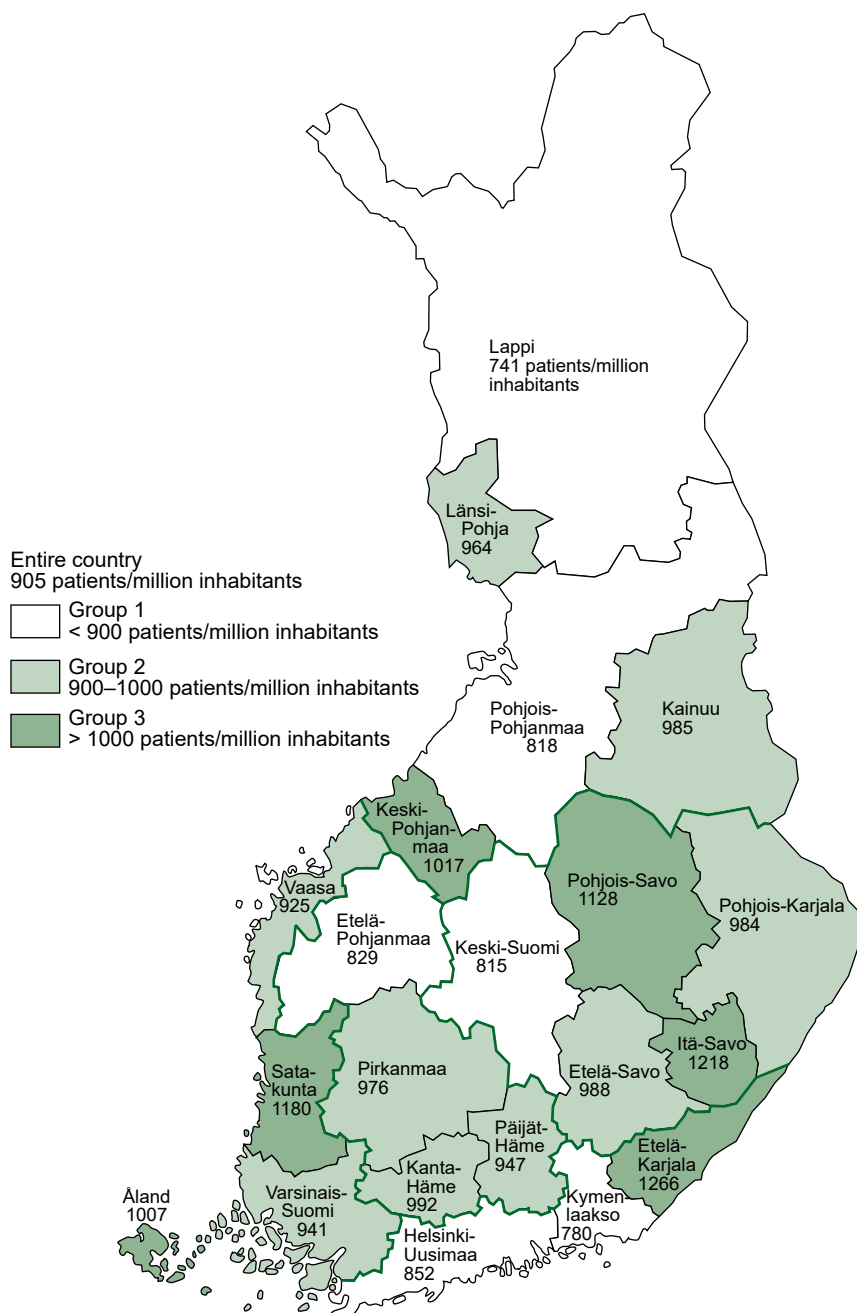 Lappi
741 patients/million
inhabitants
Länsi-
Pohja
964
Entire country
905 patients/million inhabitants
Group 1
< 900 patients/million inhabitants
Group 2
900–1000 patients/million inhabitants
Group 3
> 1000 patients/million inhabitants
Pohjois-
Pohjanmaa
818
Kainuu
985
Keski-
Pohjan-
maa
1017
Vaasa
925
Etelä-
Pohjanmaa
829
Keski-Suomi
815
Pohjois-Savo
1128
Pohjois-Karjala
984
Sata-
kunta
1180
Pirkanmaa
976
Etelä-Savo
988
Itä-Savo
1218
Päijät-
Häme
947
Etelä-
Karjala
1266
Kanta-
Häme
992
Kymen-
laakso
780
Åland
1007
Varsinais-
Suomi
941
Helsinki-
Uusimaa
852